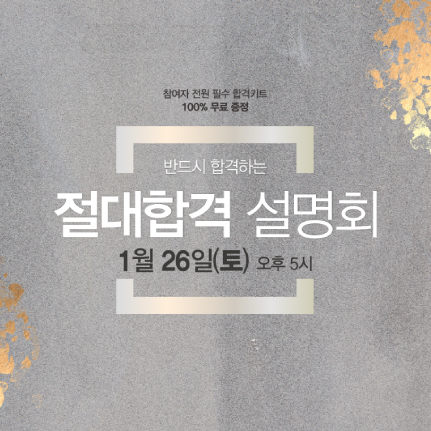 참여자 전원 필수 합격키트
100% 무료 증정
반드시 합격하는
절대합격 설명회
1월 26일(토) 오후 5시